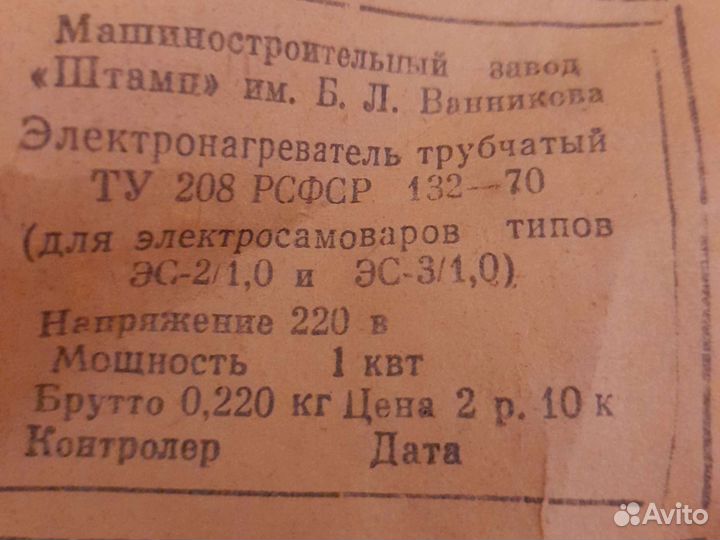 Машиностроительный завод
«Штамп» им. Б. Л. Ванникова
Электронагреватель трубчатый
ТУ 208 РСФСР 132—70
(для электросамоваров типов
ЭС-2/1,0 и ЭС-3/1,0)
Напряжение 220 в
Мощность 1 квт
Брутто 0,220 кг Цена 2 р. 10 к
Контролер Дата
Avito